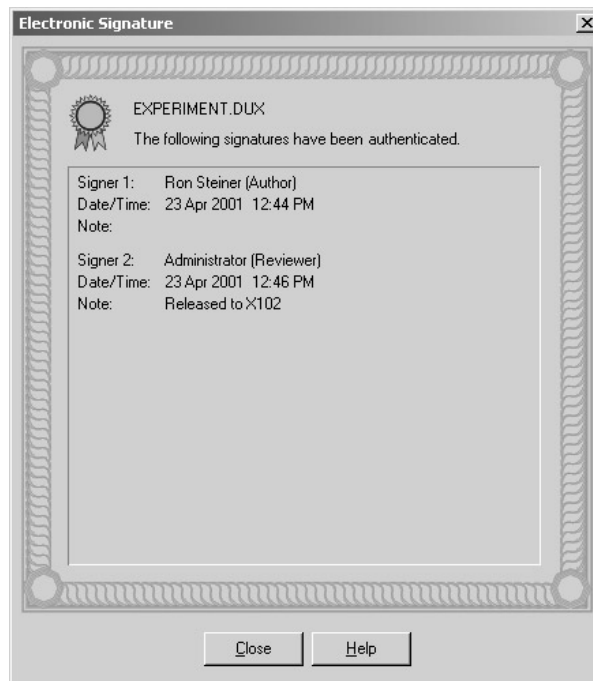 Electronic Signature
EXPERIMENT.DUX
The following signatures have been authenticated.
Signer 1: Ron Steiner (Author)
Date/Time: 23 Apr 2001 12:44 PM
Note:
Signer 2: Administrator (Reviewer)
Date/Time: 23 Apr 2001 12:46 PM
Note: Released to X102
Close Help